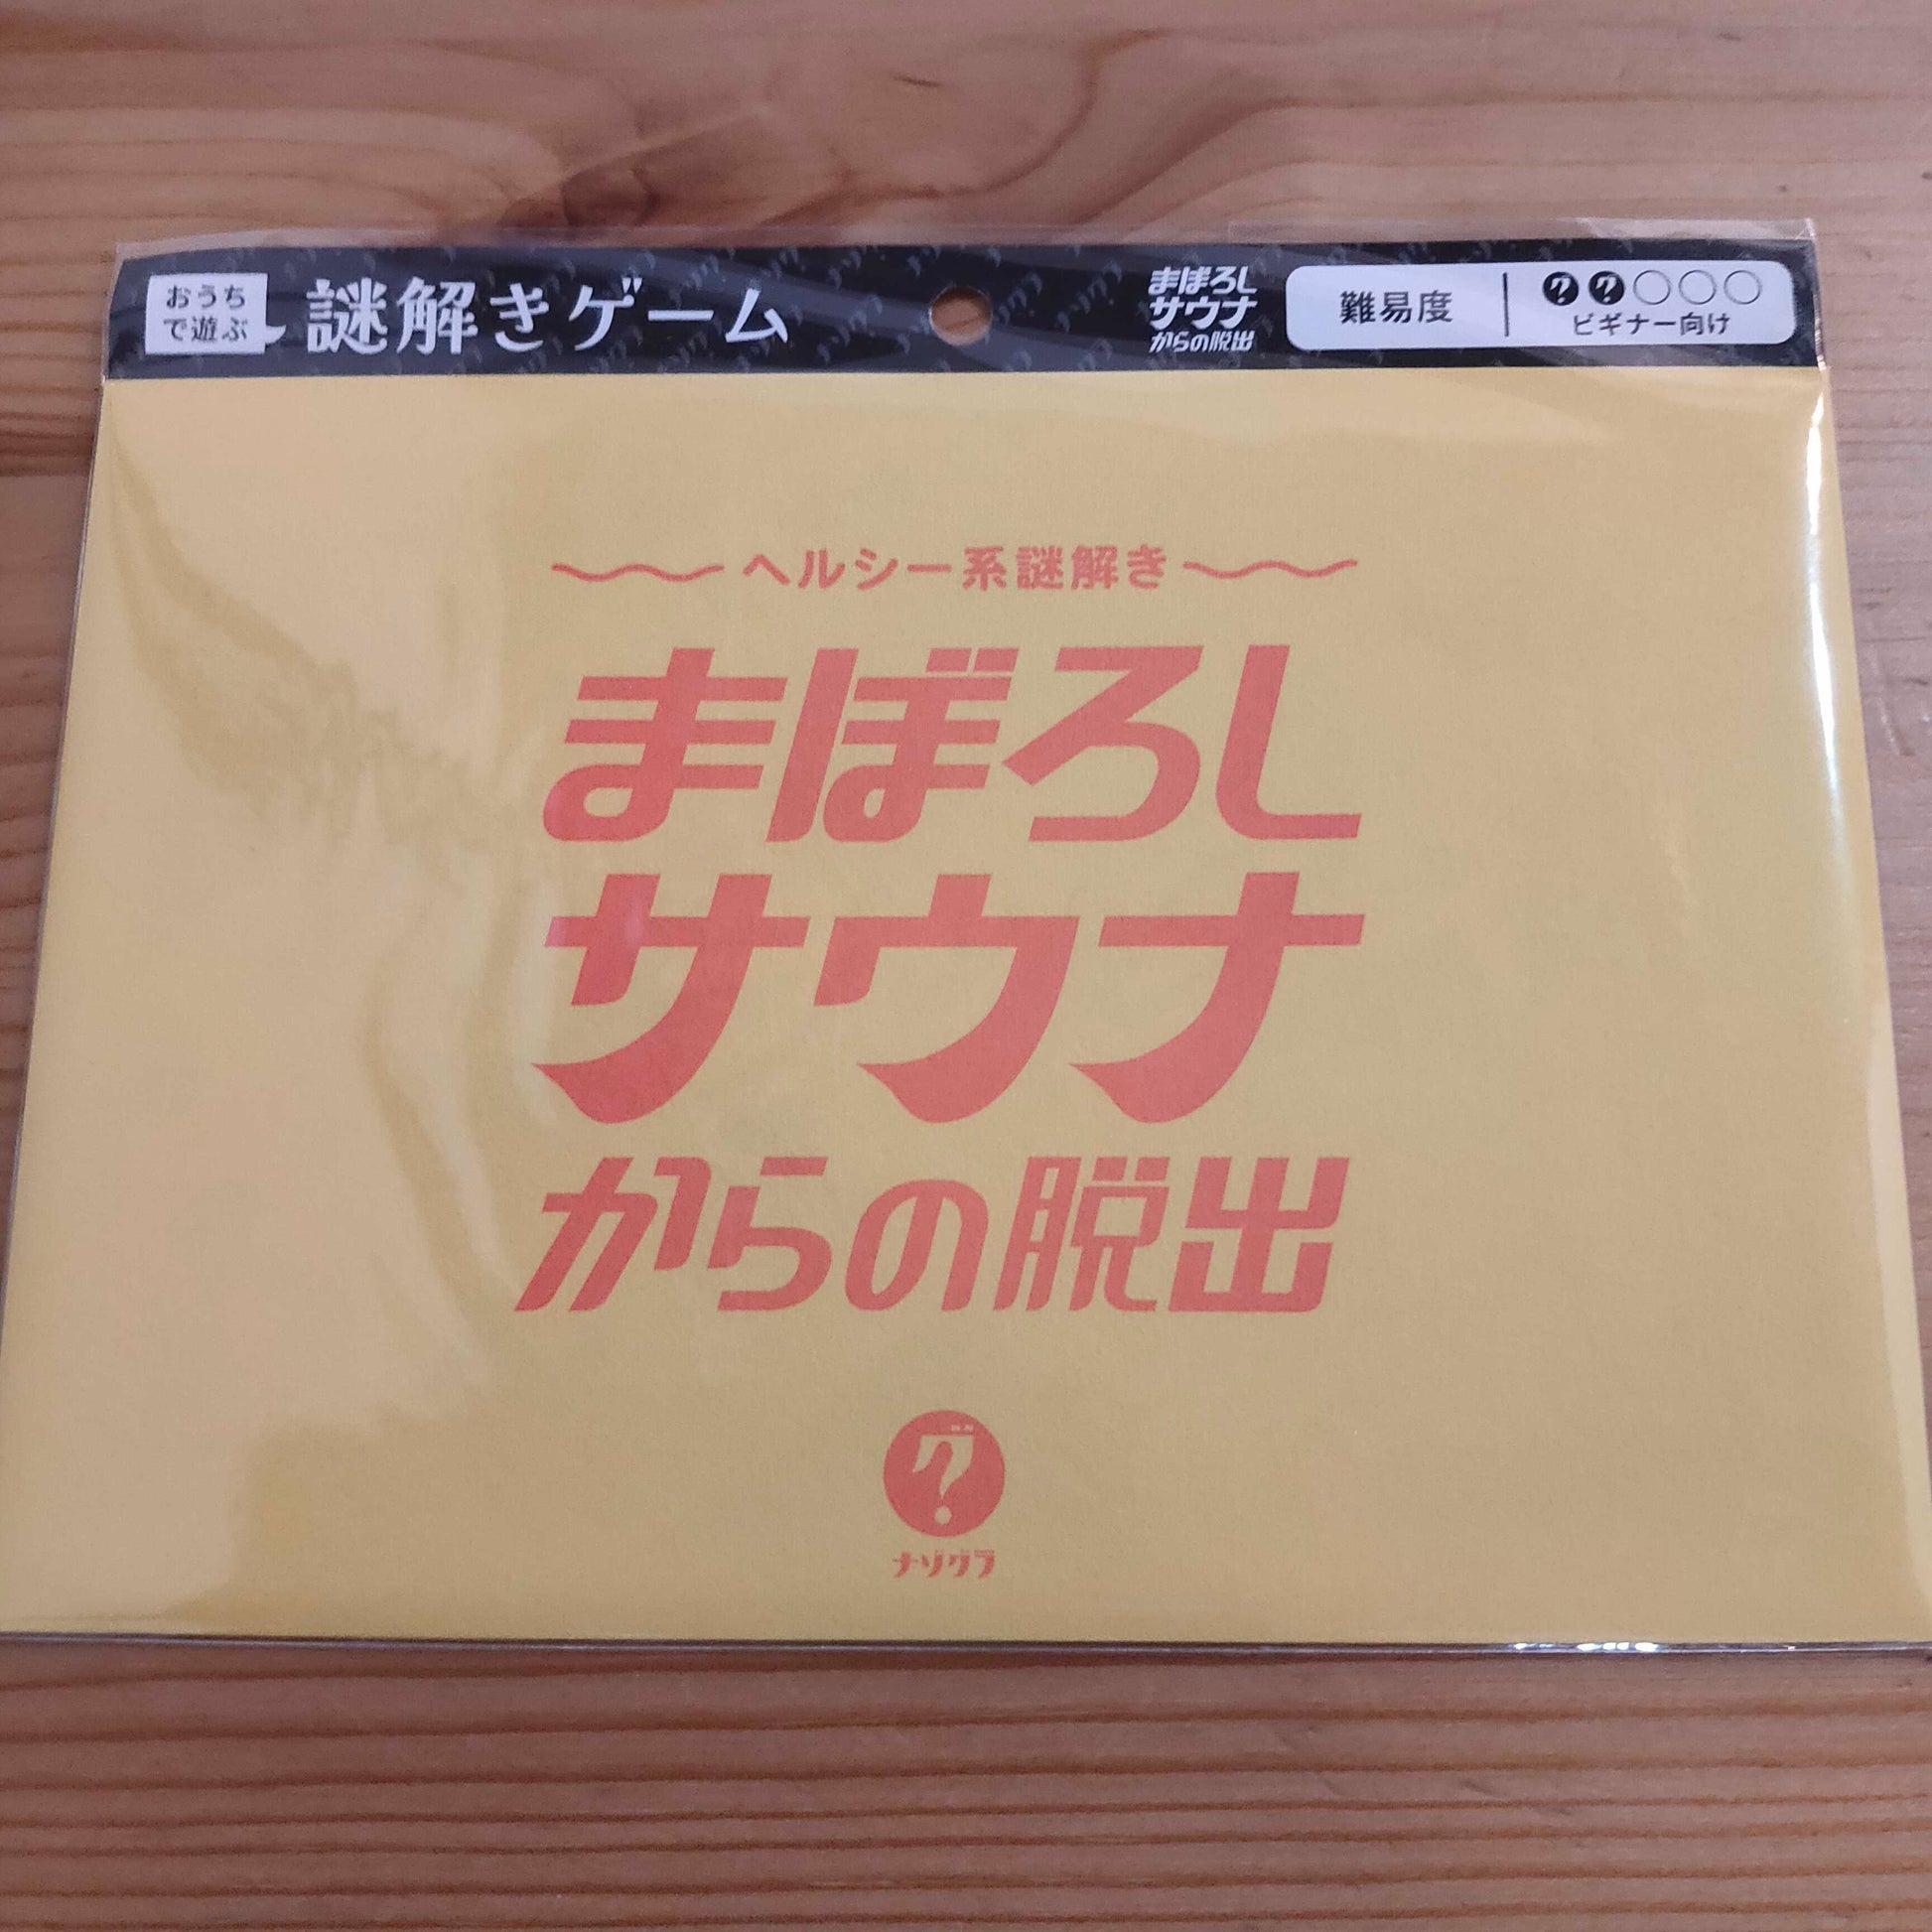 おうち
で遊ぶ
謎解きゲーム
まぼろし
サウナ
からの脱出
難易度
ビギナー向け
ヘルシー系謎解き
まぼろし
サウナ
からの脱出
グ
ナゾグラ